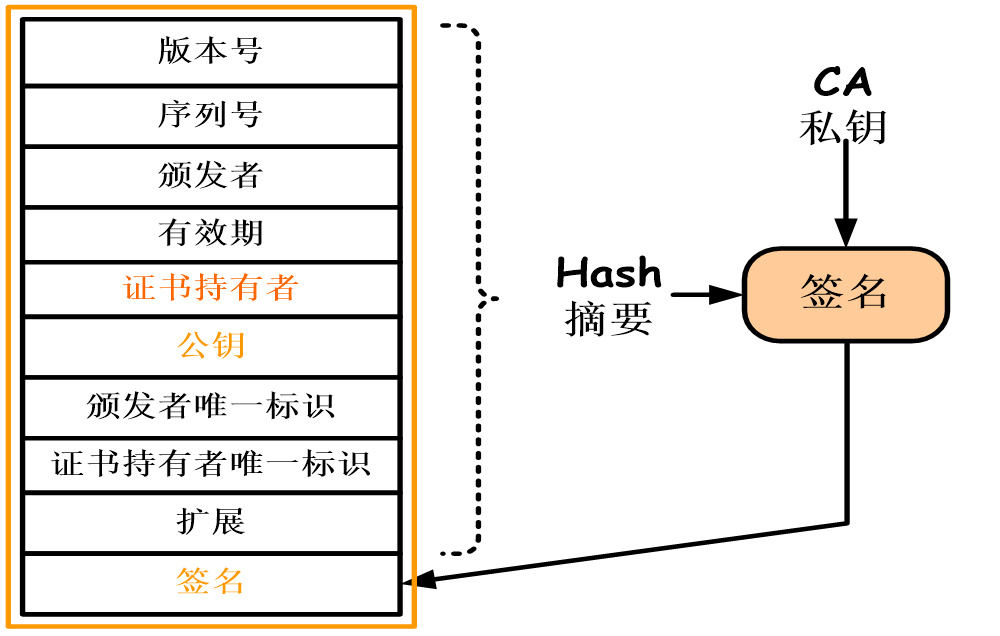 版本号
序列号
颁发者
有效期
证书持有者
公钥
颁发者唯一标识
证书持有者唯一标识
扩展
签名
Hash
摘要
CA
私钥
签名